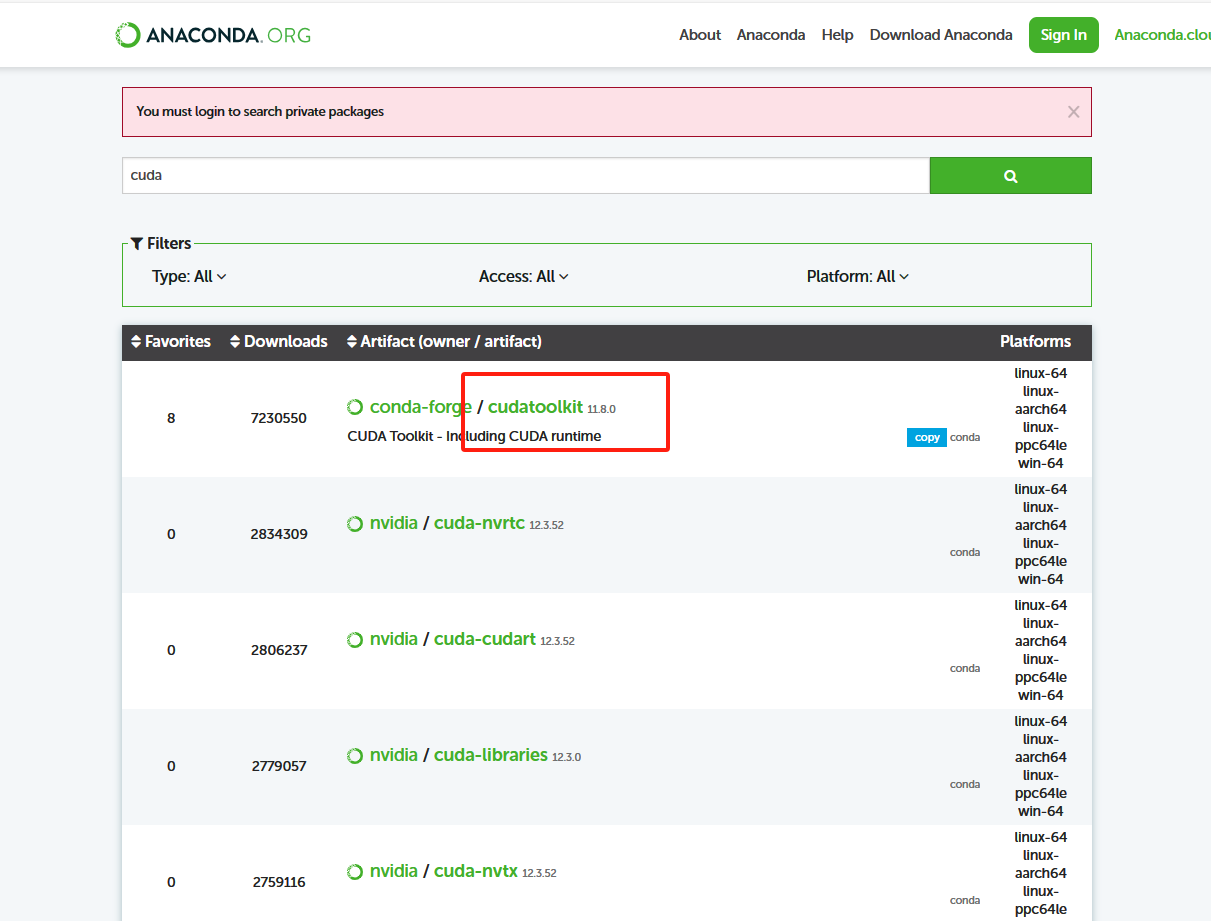 ANACONDA.ORG
About Anaconda Help Download Anaconda Sign In Anaconda.clou
You must login to search private packages
cuda
Filters
Type: All Access: All Platform: All
Favorites Downloads Artifact (owner / artifact) Platforms
8 7230550 conda-forge / cudatoolkit 11.8.0
CUDA Toolkit - Including CUDA runtime
copy conda
linux-64
linux-
aarch64
linux-
ppc64le
win-64
0 2834309 nvidia / cuda-nvrtc 12.3.52
conda
linux-64
linux-
aarch64
linux-
ppc64le
win-64
0 2806237 nvidia / cuda-cudart 12.3.52
conda
linux-64
linux-
aarch64
linux-
ppc64le
win-64
0 2779057 nvidia / cuda-libraries 12.3.0
conda
linux-64
linux-
aarch64
linux-
ppc64le
win-64
0 2759116 nvidia / cuda-nvtx 12.3.52
conda
linux-64
linux-
aarch64
linux-
ppc64le